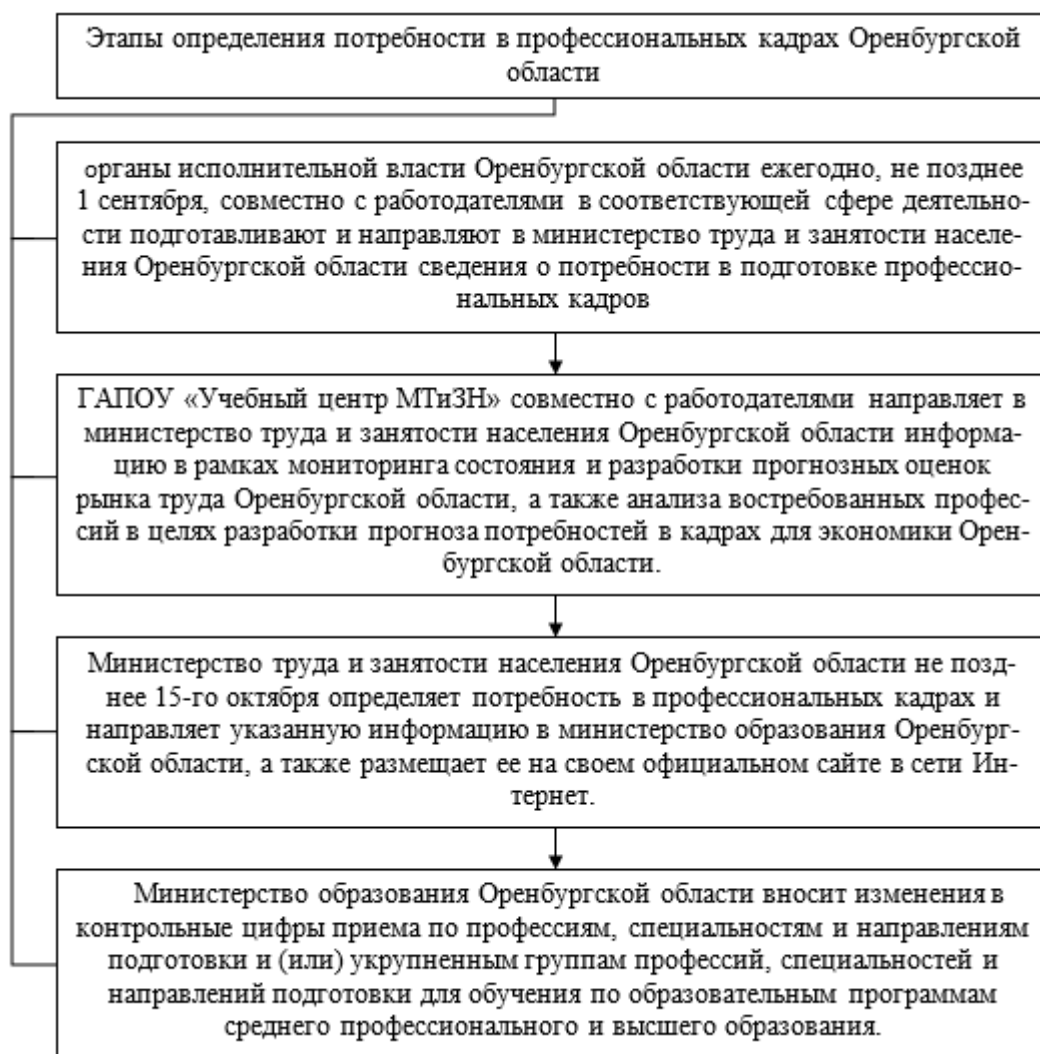 Этапы определения потребности в профессиональных кадрах Оренбургской
области
органы исполнительной власти Оренбургской области ежегодно, не позднее
1 сентября, совместно с работодателями в соответствующей сфере деятельно-
сти подготавливают и направляют в министерство труда и занятости населе-
ния Оренбургской области сведения о потребности в подготовке профессио-
нальных кадров
ГАПОУ «Учебный центр МТиЗН» совместно с работодателями направляет в
министерство труда и занятости населения Оренбургской области информа-
цию в рамках мониторинга состояния и разработки прогнозных оценок
рынка труда Оренбургской области, а также анализа востребованных профес-
сий в целях разработки прогноза потребностей в кадрах для экономики Орен-
бургской области.
Министерство труда и занятости населения Оренбургской области не позд-
нее 15-го октября определяет потребность в профессиональных кадрах и
направляет указанную информацию в министерство образования Оренбург-
ской области, а также размещает ее на своем официальном сайте в сети Ин-
тернет.
Министерство образования Оренбургской области вносит изменения в
контрольные цифры приема по профессиям, специальностям и направлениям
подготовки и (или) укрупненным группам профессий, специальностей и
направлений подготовки для обучения по образовательным программам
среднего профессионального и высшего образования.